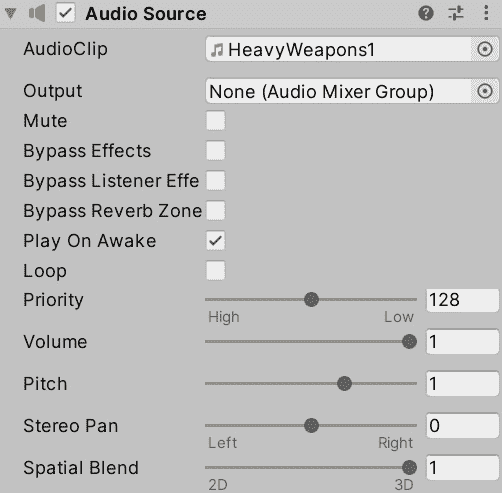 Audio Source
AudioClip HeavyWeapons1
Output None (Audio Mixer Group)
Mute
Bypass Effects
Bypass Listener Effe
Bypass Reverb Zone
Play On Awake
Loop
Priority 128
High Low
Volume 1
Pitch 1
Stereo Pan 0
Left Right
Spatial Blend 1
2D 3D